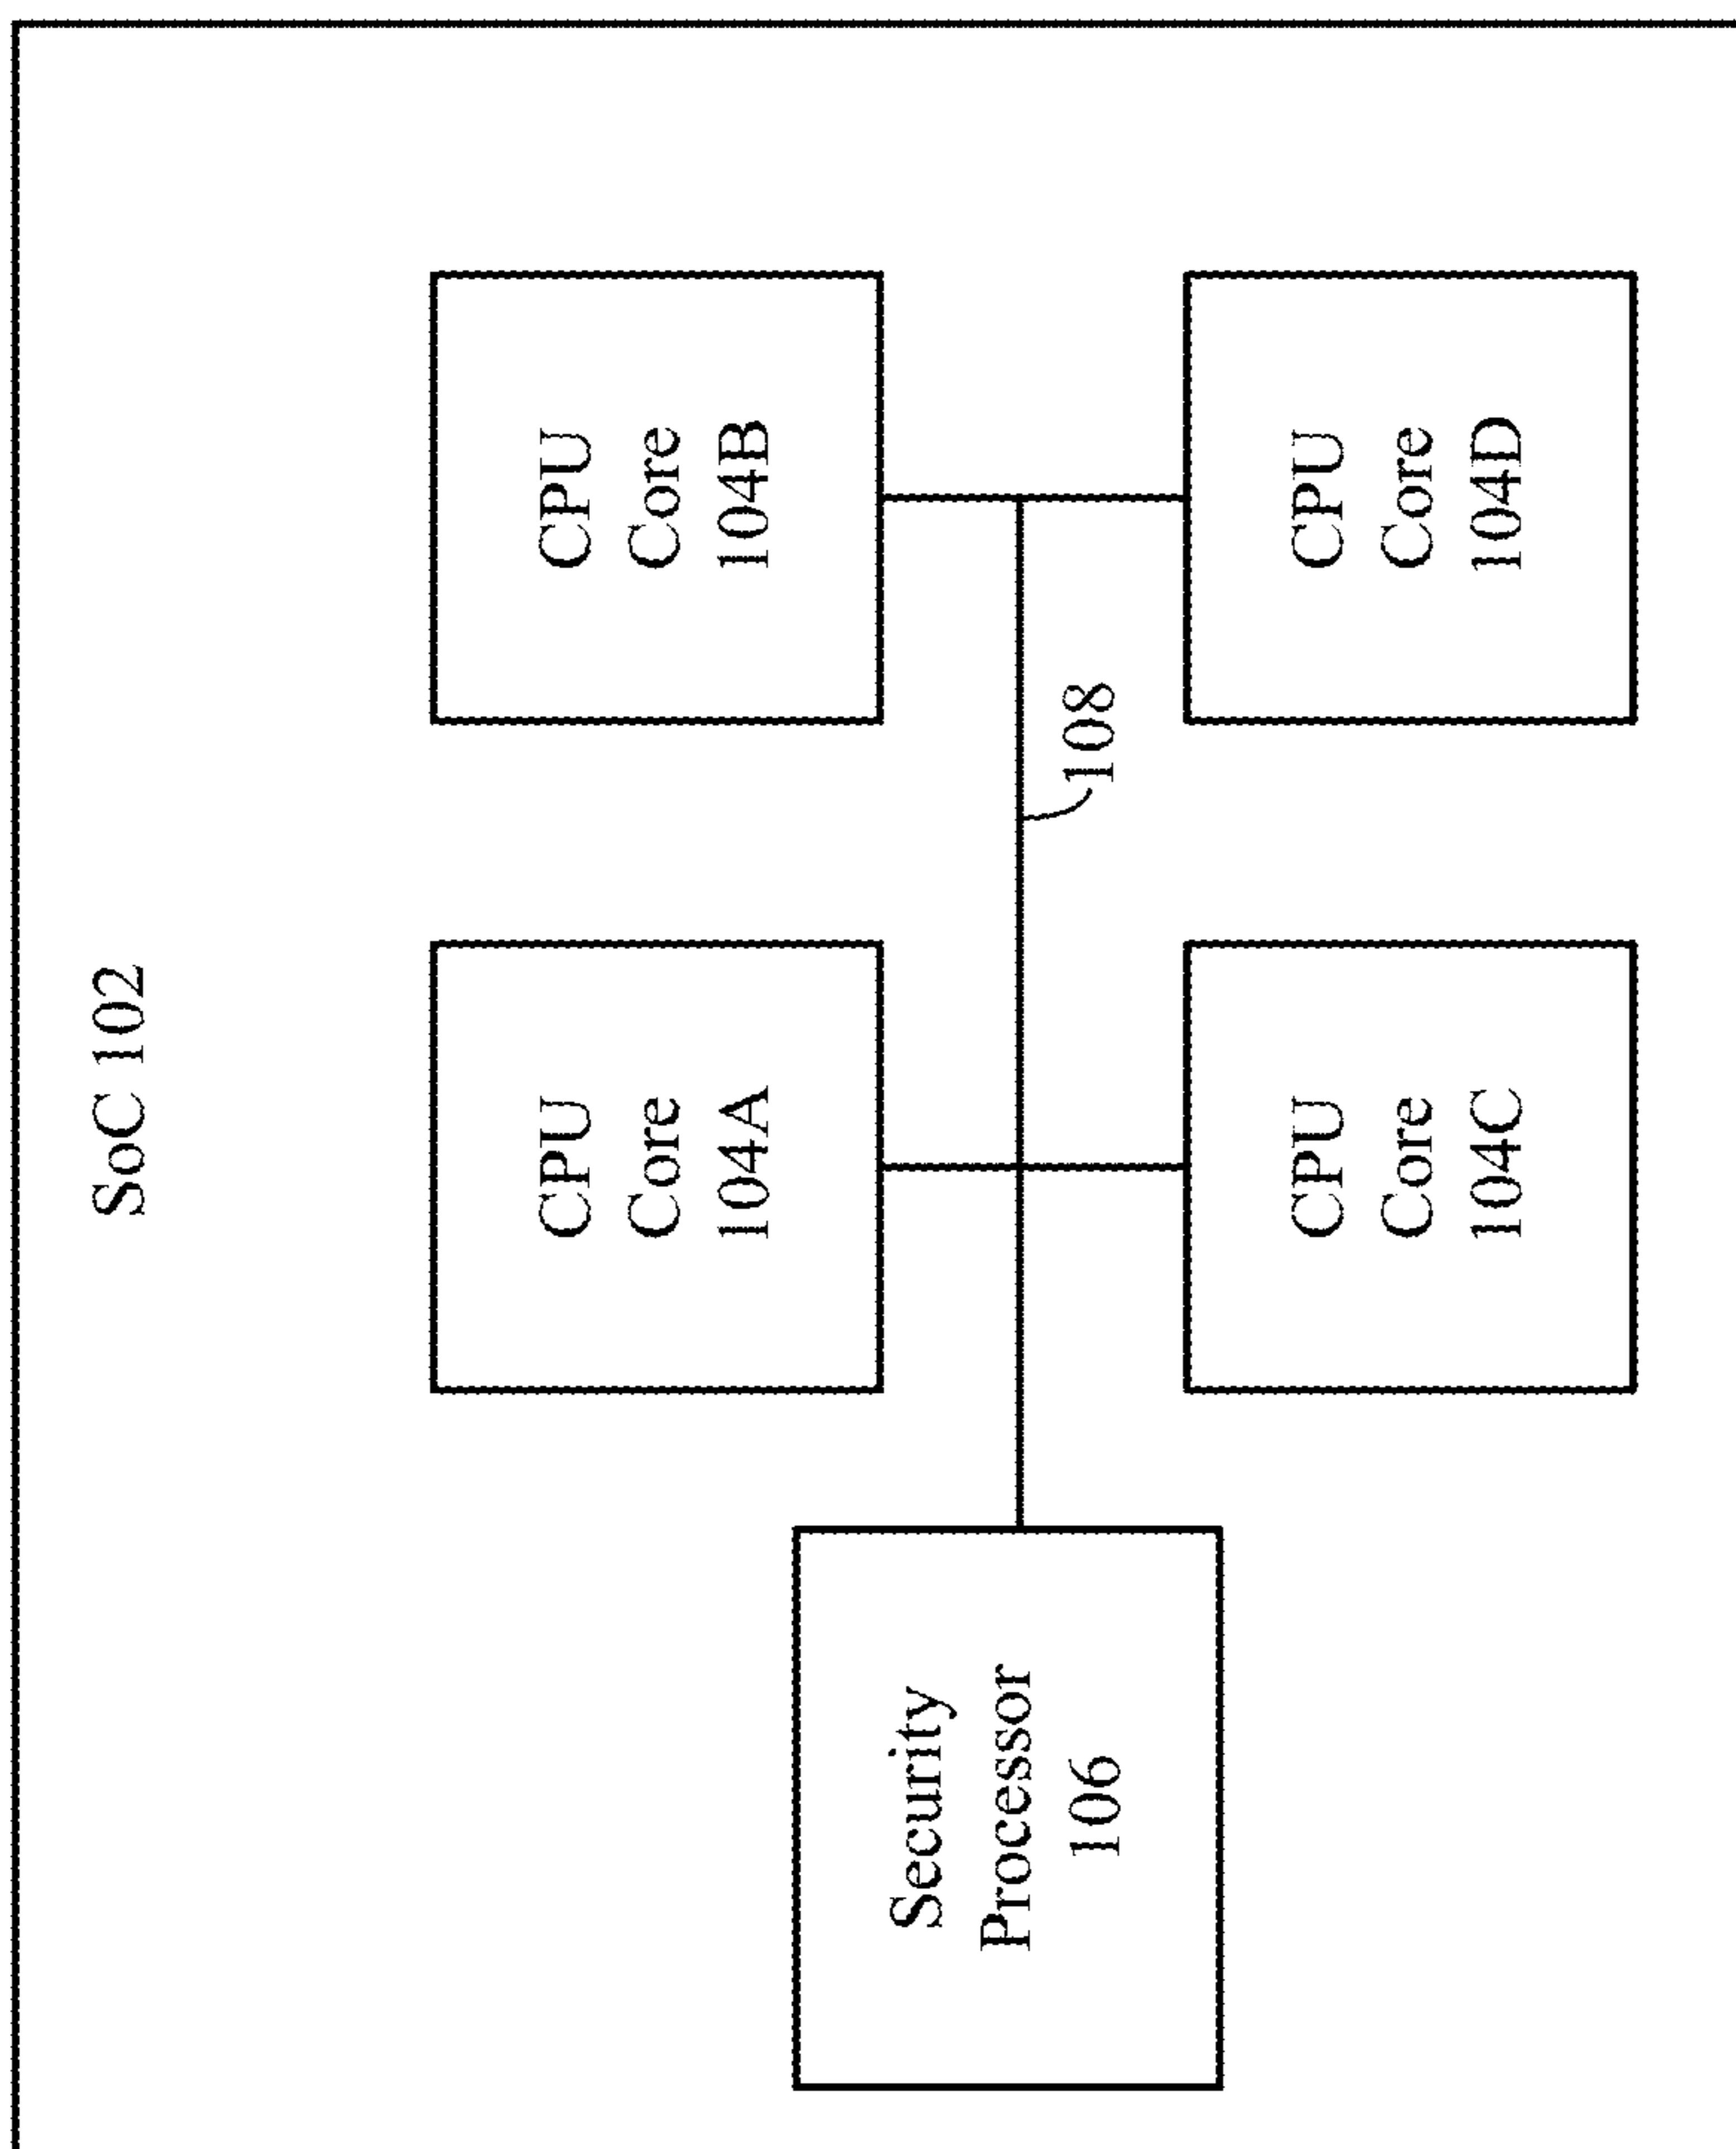 SoC 102
CPU
Core
104A
CPU
Core
104B
Security
Processor
106
108
CPU
Core
104C
CPU
Core
104D